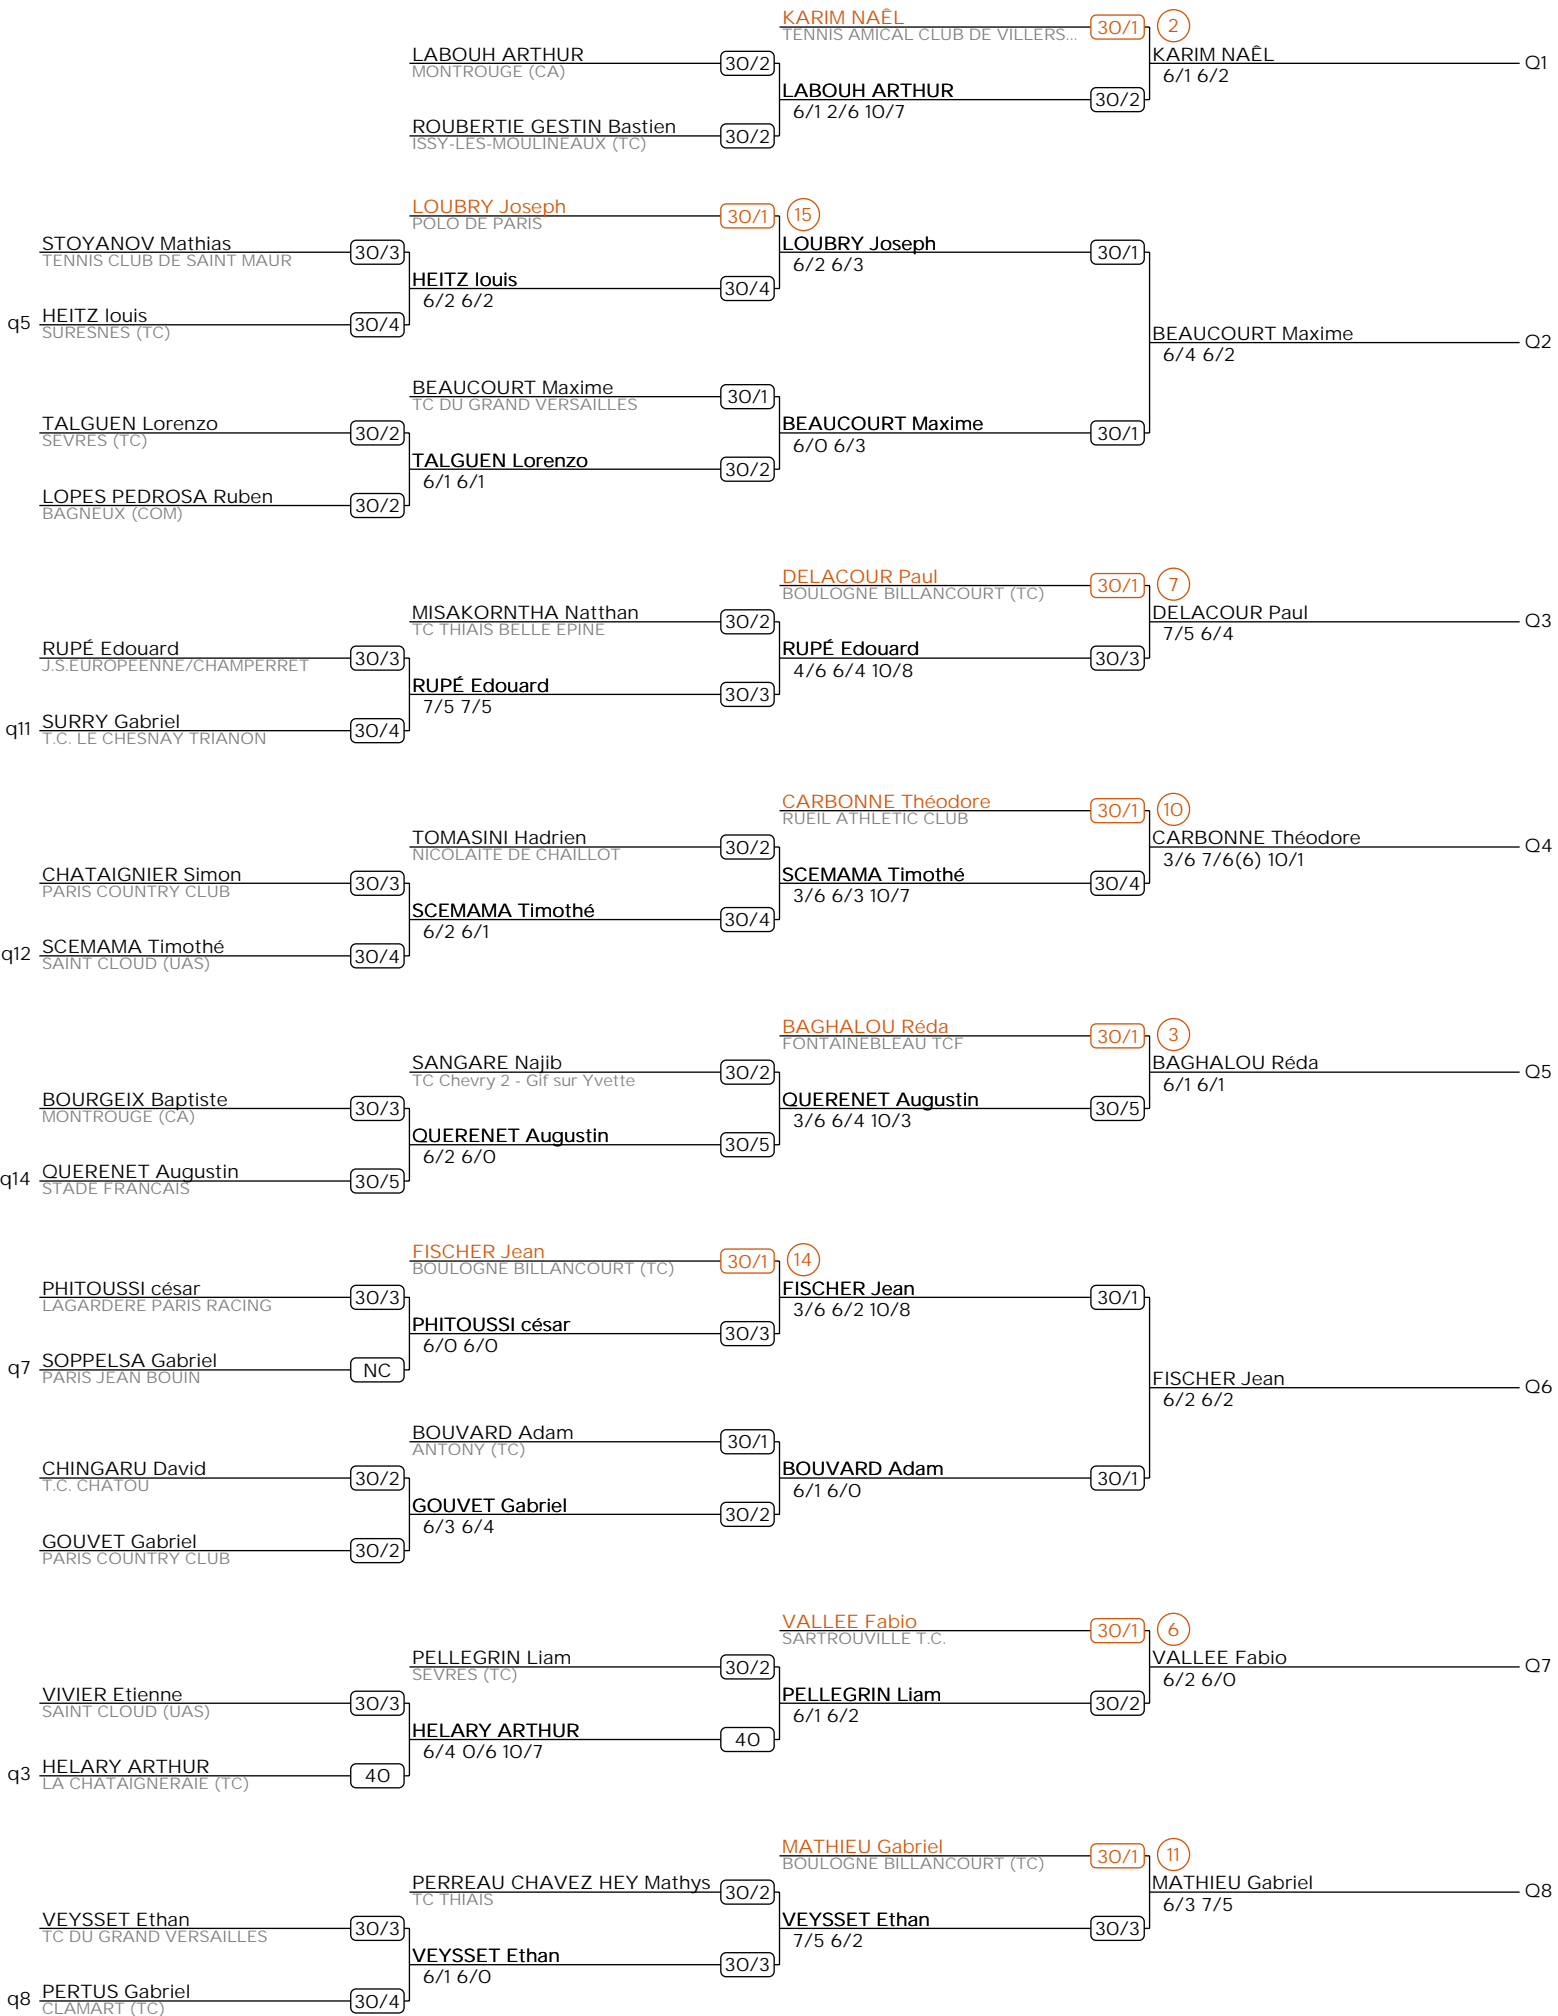 KARIM NAÊL
30/1
2
TENNIS AMICAL CLUB DE VILLERS...
LABOUH ARTHUR
30/2
MONTROUGE (CA)
KARIM NAÊL
Q1
6/1 6/2
LABOUH ARTHUR
30/2
6/1 2/6 10/7
ROUBERTIE GESTIN Bastien
30/2
ISSY-LES-MOULINEAUX (TC)
LOUBRY Joseph
30/1
15
POLO DE PARIS
STOYANOV Mathias
30/3
TENNIS CLUB DE SAINT MAUR
LOUBRY Joseph
30/1
6/2 6/3
HEITZ louis
30/4
6/2 6/2
q5
HEITZ louis
30/4
SURESNES (TC)
BEAUCOURT Maxime
Q2
6/4 6/2
BEAUCOURT Maxime
30/1
TC DU GRAND VERSAILLES
TALGUEN Lorenzo
30/2
SEVRES (TC)
BEAUCOURT Maxime
30/1
6/0 6/3
TALGUEN Lorenzo
30/2
6/1 6/1
LOPES PEDROSA Ruben
30/2
BAGNEUX (COM)
DELACOUR Paul
30/1
7
BOULOGNE BILLANCOURT (TC)
MISAKORNTHA Natthan
30/2
TC THIAIS BELLE EPINE
DELACOUR Paul
Q3
7/5 6/4
RUPÉ Edouard
30/3
J.S.EUROPEENNE/CHAMPERRET
RUPÉ Edouard
30/3
4/6 6/4 10/8
RUPÉ Edouard
30/3
7/5 7/5
q11
SURRY Gabriel
30/4
T.C. LE CHESNAY TRIANON
CARBONNE Théodore
30/1
10
RUEIL ATHLETIC CLUB
TOMASINI Hadrien
30/2
NICOLAITE DE CHAILLOT
CARBONNE Théodore
Q4
3/6 7/6(6) 10/1
CHATAIGNIER Simon
30/3
PARIS COUNTRY CLUB
SCEMAMA Timothé
30/4
3/6 6/3 10/7
SCEMAMA Timothé
30/4
6/2 6/1
q12
SCEMAMA Timothé
30/4
SAINT CLOUD (UAS)
BAGHALOU Réda
30/1
3
FONTAINEBLEAU TCF
SANGARE Najib
30/2
TC Chevry 2 - Gif sur Yvette
BAGHALOU Réda
Q5
6/1 6/1
BOURGEIX Baptiste
30/3
MONTROUGE (CA)
QUERENET Augustin
30/5
3/6 6/4 10/3
QUERENET Augustin
30/5
6/2 6/0
q14
QUERENET Augustin
30/5
STADE FRANCAIS
FISCHER Jean
30/1
14
BOULOGNE BILLANCOURT (TC)
PHITOUSSI césar
30/3
LAGARDERE PARIS RACING
FISCHER Jean
30/1
3/6 6/2 10/8
PHITOUSSI césar
30/3
6/0 6/0
q7
SOPPELSA Gabriel
NC
PARIS JEAN BOUIN
FISCHER Jean
Q6
6/2 6/2
BOUVARD Adam
30/1
ANTONY (TC)
CHINGARU David
30/2
T.C. CHATOU
BOUVARD Adam
30/1
6/1 6/0
GOUVET Gabriel
30/2
6/3 6/4
GOUVET Gabriel
30/2
PARIS COUNTRY CLUB
VALLEE Fabio
30/1
6
SARTROUVILLE T.C.
PELLEGRIN Liam
30/2
SEVRES (TC)
VALLEE Fabio
Q7
6/2 6/0
VIVIER Etienne
30/3
SAINT CLOUD (UAS)
PELLEGRIN Liam
30/2
6/1 6/2
HELARY ARTHUR
40
6/4 0/6 10/7
q3
HELARY ARTHUR
40
LA CHATAIGNERAIE (TC)
MATHIEU Gabriel
30/1
11
BOULOGNE BILLANCOURT (TC)
PERREAU CHAVEZ HEY Mathys
30/2
TC THIAIS
MATHIEU Gabriel
Q8
6/3 7/5
VEYSSET Ethan
30/3
TC DU GRAND VERSAILLES
VEYSSET Ethan
30/3
7/5 6/2
VEYSSET Ethan
30/3
6/1 6/0
q8
PERTUS Gabriel
30/4
CLAMART (TC)